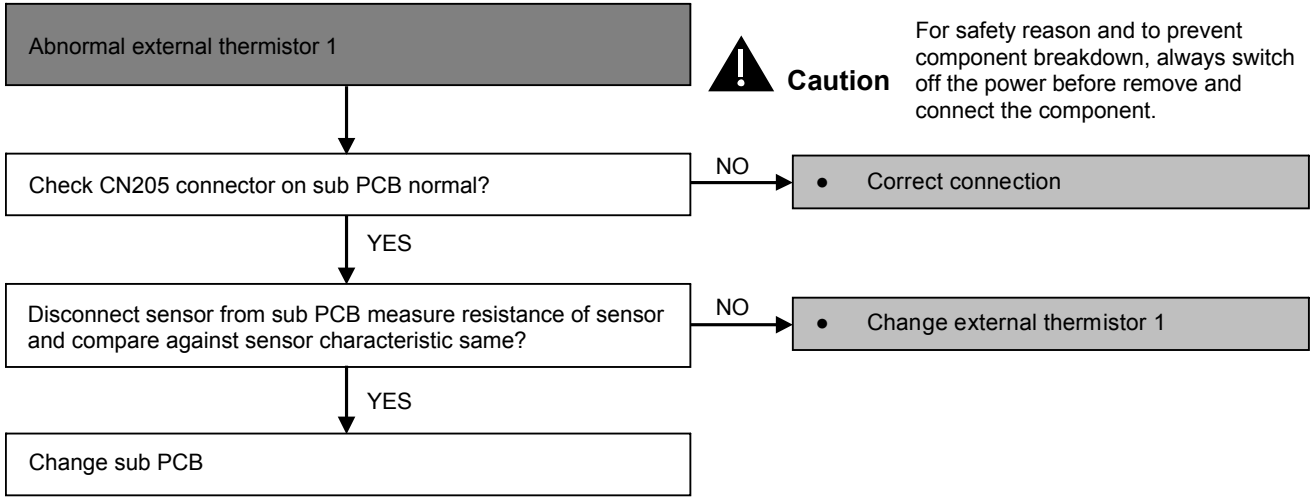 Abnormal external thermistor 1
Caution
For safety reason and to prevent
component breakdown, always switch
off the power before remove and
connect the component.
Check CN205 connector on sub PCB normal?
NO
● Correct connection
YES
Disconnect sensor from sub PCB measure resistance of sensor
and compare against sensor characteristic same?
NO
● Change external thermistor 1
YES
Change sub PCB